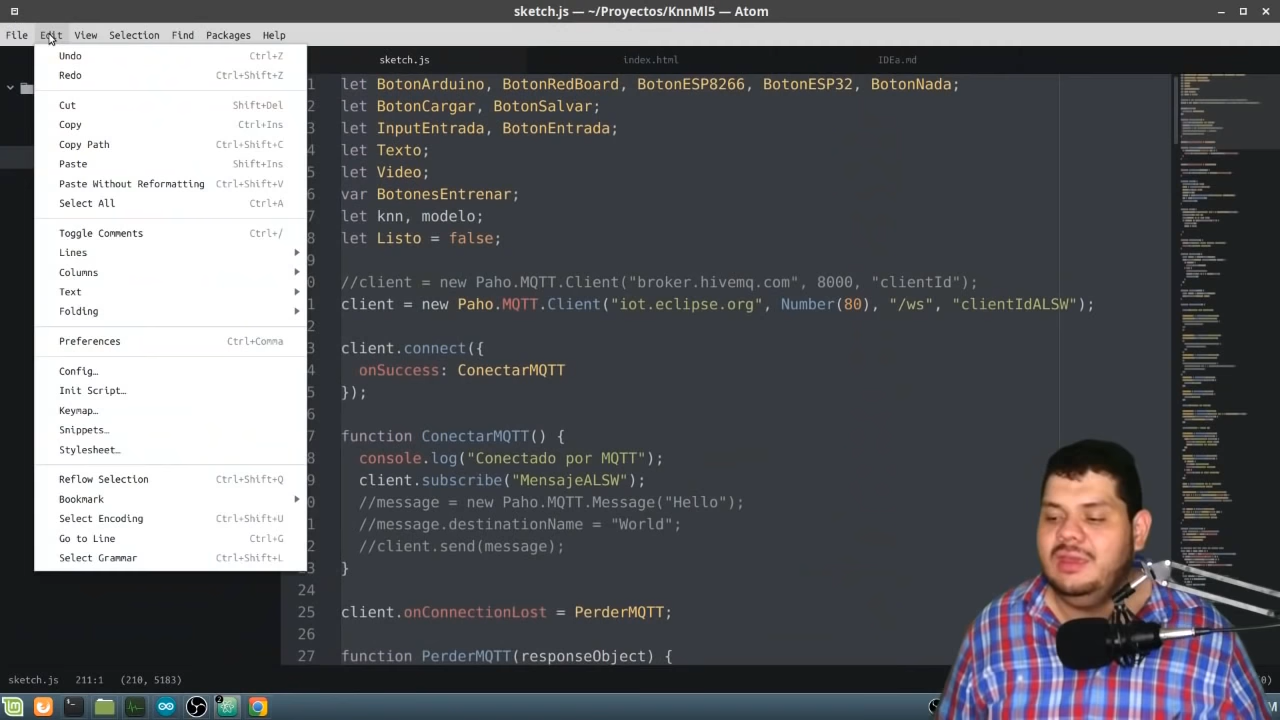 sketch.js — ~/Proyectos/KnnMl5 — Atom
File Edit View Selection Find Packages Help
sketch.js index.html IDEa.md
Undo Ctrl+Z
Redo Ctrl+Shift+Z
Cut Shift+Del
Copy Ctrl+Ins
Copy Path Ctrl+Shift+C
Paste Shift+Ins
Paste Without Reformatting Ctrl+Shift+V
Select All Ctrl+A
Toggle Comments Ctrl+/
Lines
Columns
Text
Folding
Preferences Ctrl+Comma
Config…
Init Script…
Keymap…
Snippets…
Stylesheet…
Reflow Selection Ctrl+Shift+Q
Bookmark
Select Encoding Ctrl+Shift+U
Go to Line Ctrl+G
Select Grammar Ctrl+Shift+L
let BotonArduino, BotonRedBoard, BotonESP8266, BotonESP32, BotonNada;
let BotonCargar, BotonSalvar;
let InputEntrada, BotonEntrada;
let Texto;
let Video;
var BotonesEntrenar;
let knn, modelo;
let Listo = false;
client = new Paho.MQTT.Client("broker.hivemq.com", 8000, "clientId");
client = new Paho.MQTT.Client("iot.eclipse.org", Number(80), "/ws", "clientIdALSW");
client.connect({
onSuccess: ConectarMQTT
});
function ConectarMQTT()
console.log("Conectado por MQTT");
client.subscribe("MensajeALSW");
//message = new Paho.MQTT.Message("Hello");
24
25 client.onConnectionLost = PerderMQTT;
26
27 function PerderMQTT(responseObject) {
sketch.js 211:1 (210, 5183)